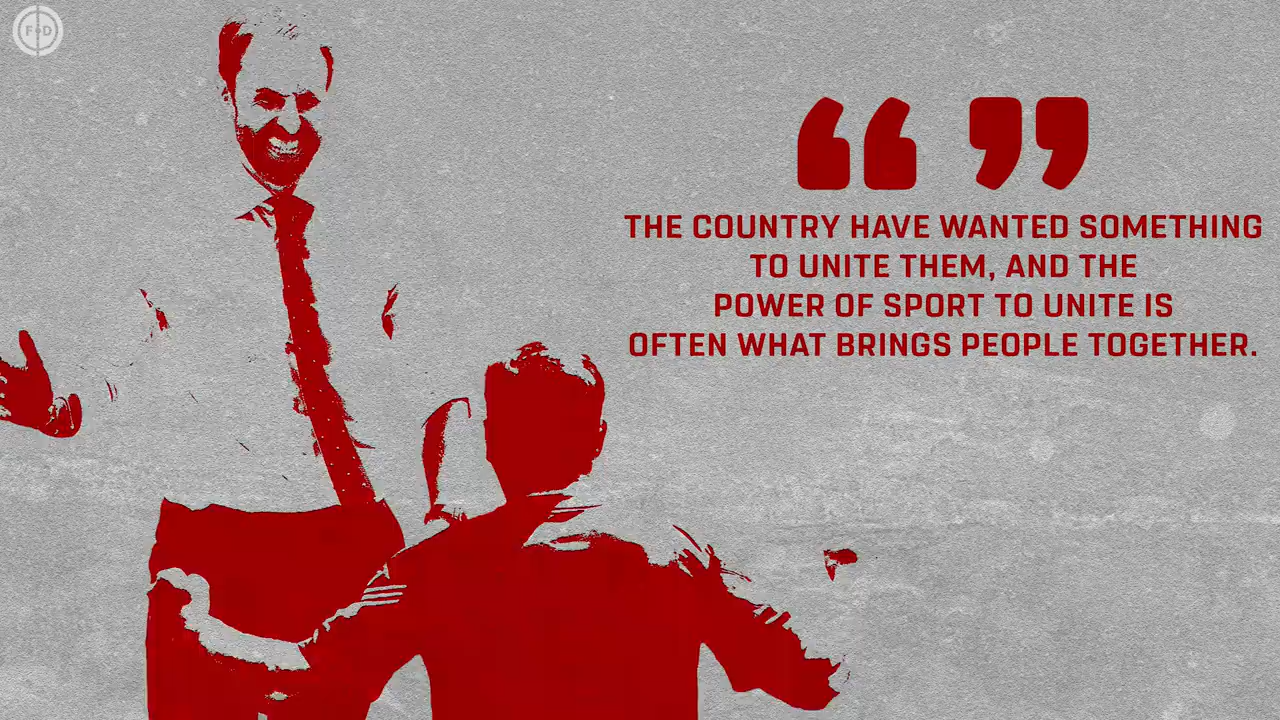 FD
“ ”
THE COUNTRY HAVE WANTED SOMETHING
TO UNITE THEM, AND THE
POWER OF SPORT TO UNITE IS
OFTEN WHAT BRINGS PEOPLE TOGETHER.